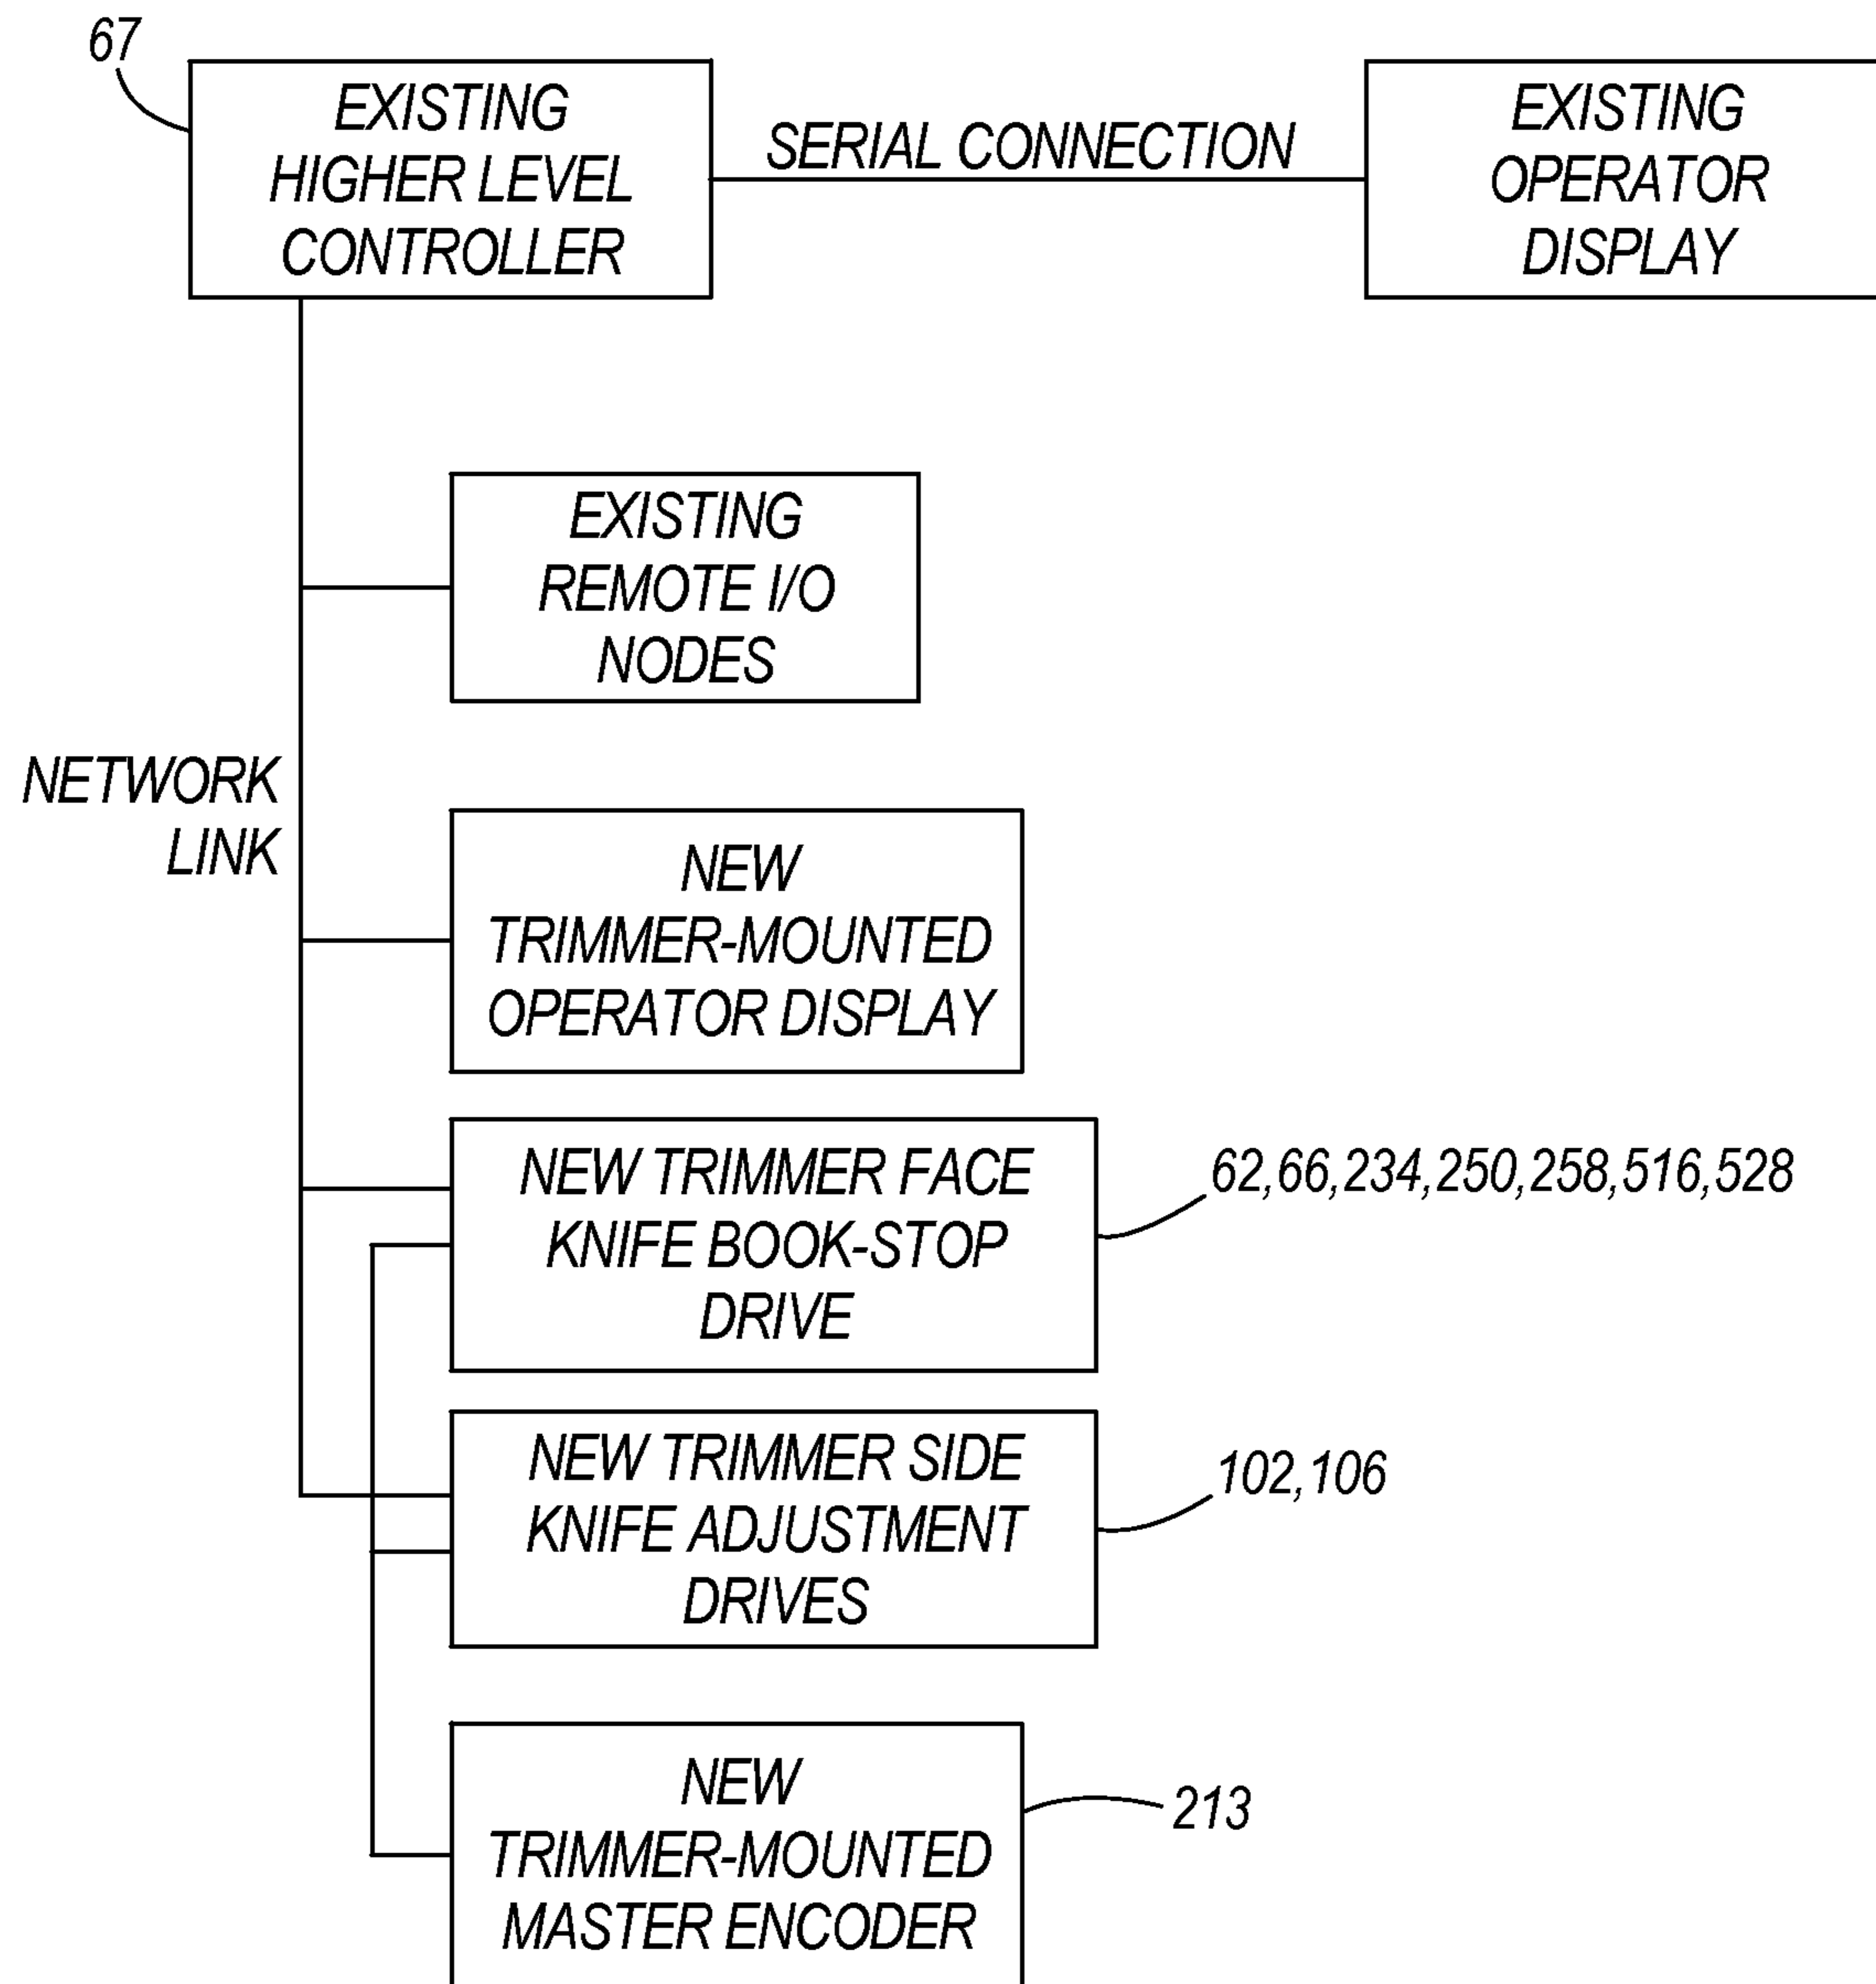 67
EXISTING
HIGHER LEVEL
CONTROLLER
SERIAL CONNECTION
EXISTING
OPERATOR
DISPLAY
EXISTING
REMOTE I/O
NODES
NETWORK
LINK
NEW
TRIMMER-MOUNTED
OPERATOR DISPLAY
NEW TRIMMER FACE
KNIFE BOOK-STOP
DRIVE
62,66,234,250,258,516,528
NEW TRIMMER SIDE
KNIFE ADJUSTMENT
DRIVES
102,106
NEW
TRIMMER-MOUNTED
MASTER ENCODER
213